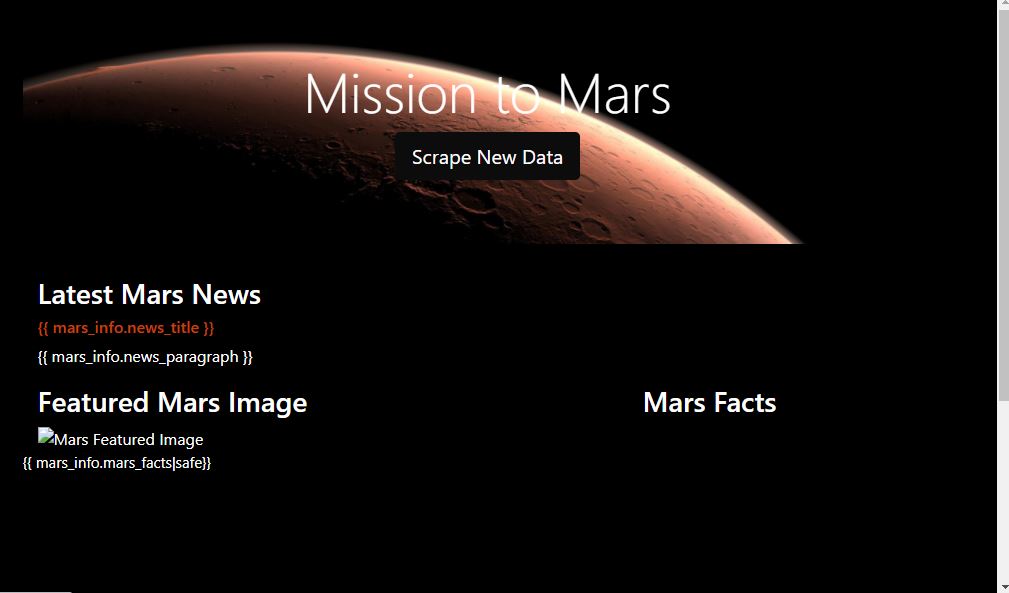 Mission to Mars
Scrape New Data
Latest Mars News
{{ mars_info.news_title }}
{{ mars_info.news_paragraph }}
Featured Mars Image
Mars Facts
Mars Featured Image
{{ mars_info.mars_facts|safe}}